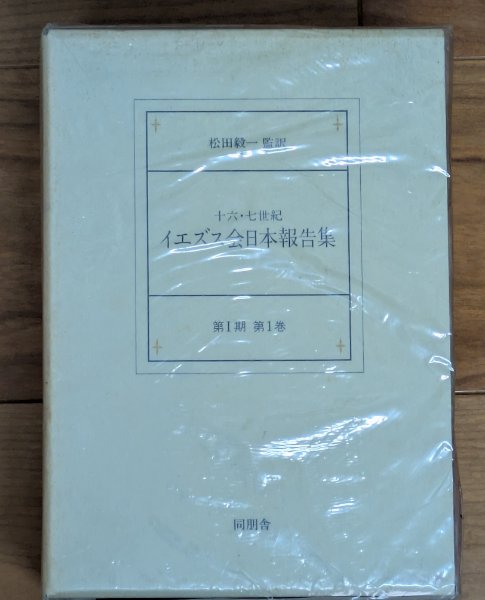 松田毅一 監訳
十六・七世紀
イエズス会日本報告集
第Ⅰ期 第1巻
同朋舎